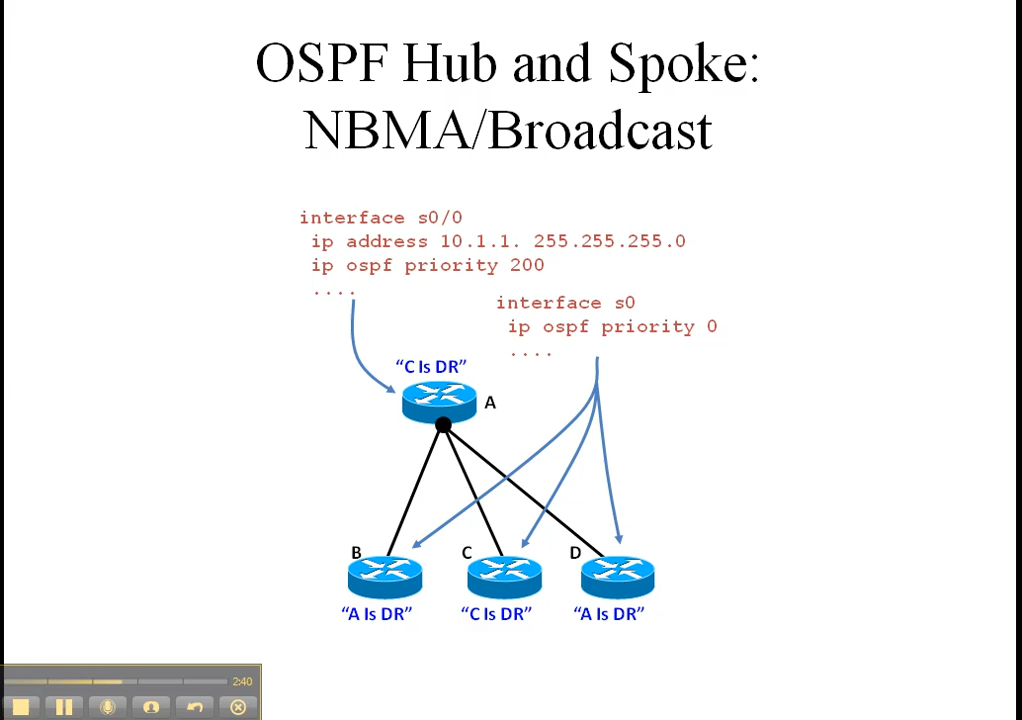 OSPF Hub and Spoke:
NBMA/Broadcast
interface s0/0
ip address 10.1.1. 255.255.255.0
ip ospf priority 200
....
interface s0
ip ospf priority 0
....
“C Is DR”
A
B
C
D
“A Is DR”
“C Is DR”
“A Is DR”
2:40